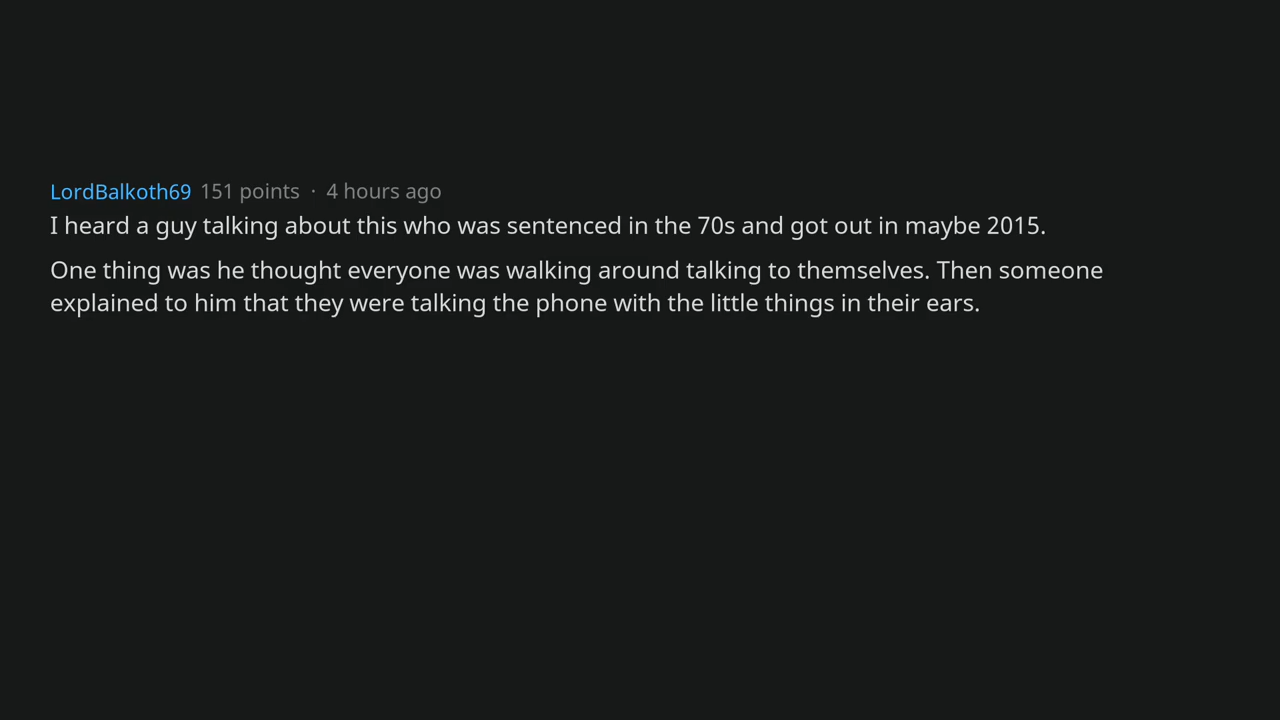 LordBalkoth69 151 points · 4 hours ago
I heard a guy talking about this who was sentenced in the 70s and got out in maybe 2015.
One thing was he thought everyone was walking around talking to themselves. Then someone
explained to him that they were talking the phone with the little things in their ears.